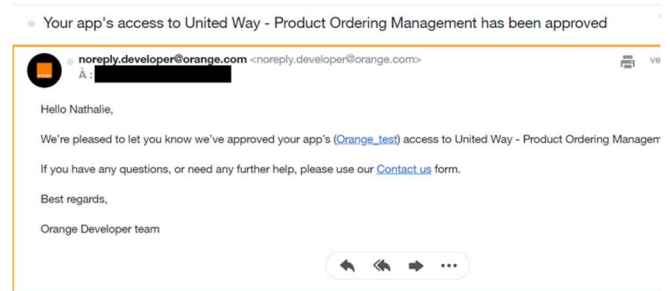 Your app's access to United Way - Product Ordering Management has been approved
noreply.developer@orange.com <noreply.developer@orange.com>
À :
Hello Nathalie,
We're pleased to let you know we've approved your app's (Orange_test) access to United Way - Product Ordering
If you have any questions, or need any further help, please use our Contact us form.
Best regards,
Orange Developer team